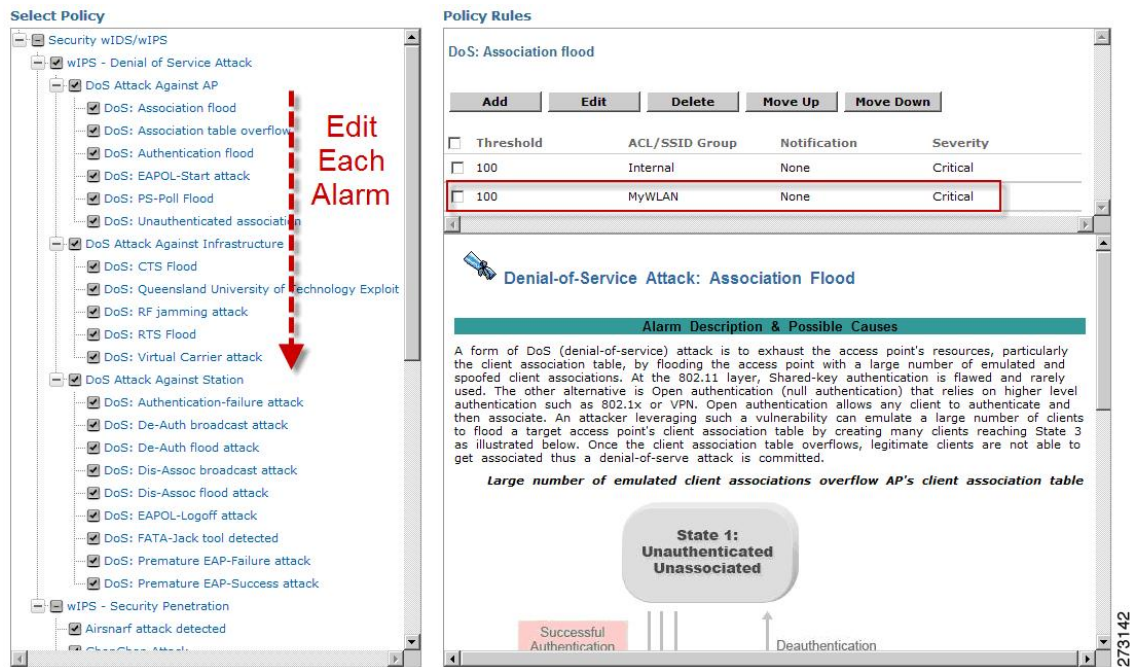 Select Policy
Security wIDS/wIPS
wIPS - Denial of Service Attack
DoS Attack Against AP
DoS: Association flood
DoS: Association table overflow
DoS: Authentication flood
DoS: EAPOL-Start attack
DoS: PS-Poll Flood
DoS: Unauthenticated association
DoS Attack Against Infrastructure
DoS: CTS Flood
DoS: Queensland University of Technology Exploit
DoS: RF jamming attack
DoS: RTS Flood
DoS: Virtual Carrier attack
DoS Attack Against Station
DoS: Authentication-failure attack
DoS: De-Auth broadcast attack
DoS: De-Auth flood attack
DoS: Dis-Assoc broadcast attack
DoS: Dis-Assoc flood attack
DoS: EAPOL-Logoff attack
DoS: FATA-Jack tool detected
DoS: Premature EAP-Failure attack
DoS: Premature EAP-Success attack
wIPS - Security Penetration
Airsnarf attack detected
ChopChop Attack
Edit
Each
Alarm
Policy Rules
DoS: Association flood
Add Edit Delete Move Up Move Down
Threshold ACL/SSID Group Notification Severity
100 Internal None Critical
100 MyWLAN None Critical
Denial-of-Service Attack: Association Flood
Alarm Description & Possible Causes
A form of DoS (denial-of-service) attack is to exhaust the access point's resources, particularly
the client association table, by flooding the access point with a large number of emulated and
spoofed client associations. At the 802.11 layer, Shared-key authentication is flawed and rarely
used. The other alternative is Open authentication (null authentication) that relies on higher level
authentication such as 802.1x or VPN. Open authentication allows any client to authenticate and
then associate. An attacker leveraging such a vulnerability can emulate a large number of clients
to flood a target access point's client association table by creating many clients reaching State 3
as illustrated below. Once the client association table overflows, legitimate clients are not able to
get associated thus a denial-of-serve attack is committed.
Large number of emulated client associations overflow AP's client association table
State 1:
Unauthenticated
Unassociated
Successful
Authentication
Deauthentication
273142